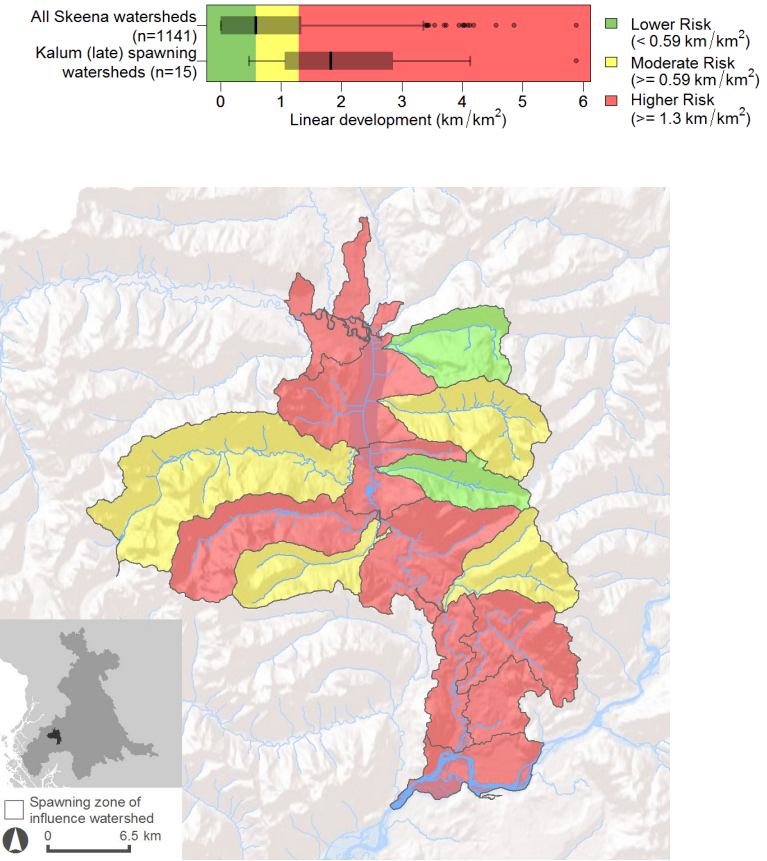 All Skeena watersheds
(n=1141)
Kalum (late) spawning
watersheds (n=15)
0 1 2 3 4 5 6
Linear development (km/km²)
Lower Risk
(< 0.59 km/km²)
Moderate Risk
(>= 0.59 km/km²)
Higher Risk
(>= 1.3 km/km²)
Spawning zone of
influence watershed
0 6.5 km